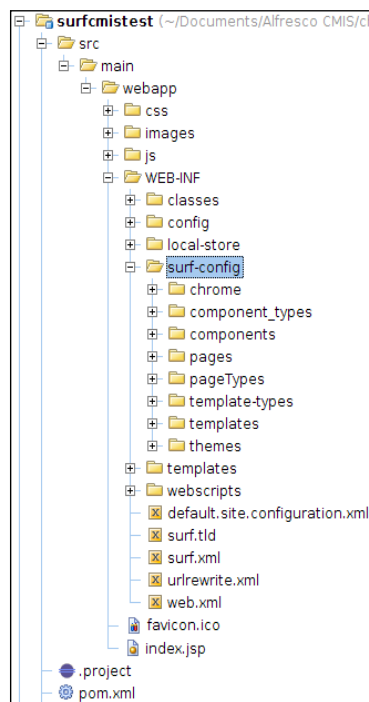 surfcmistest (~/Documents/Alfresco CMIS/c
src
main
webapp
css
images
js
WEB-INF
classes
config
local-store
surf-config
chrome
component_types
components
pages
pageTypes
template-types
templates
themes
templates
webscripts
default.site.configuration.xml
surf.tld
surf.xml
urlrewrite.xml
web.xml
favicon.ico
index.jsp
.project
pom.xml